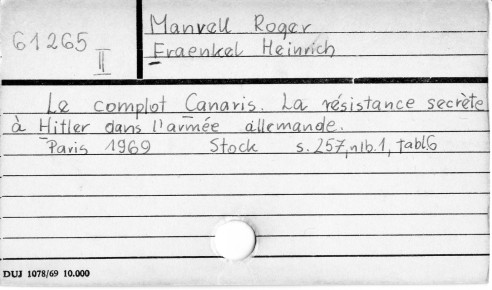 61265
II
Manvell Roger
Fraenkel Heinrich
Le complot Canaris. La résistance secrète
à Hitler dans l'armée allemande.
Paris 1969 Stock s. 257, nlb. 1, tabl. 6
DUJ 1078/69 10.000